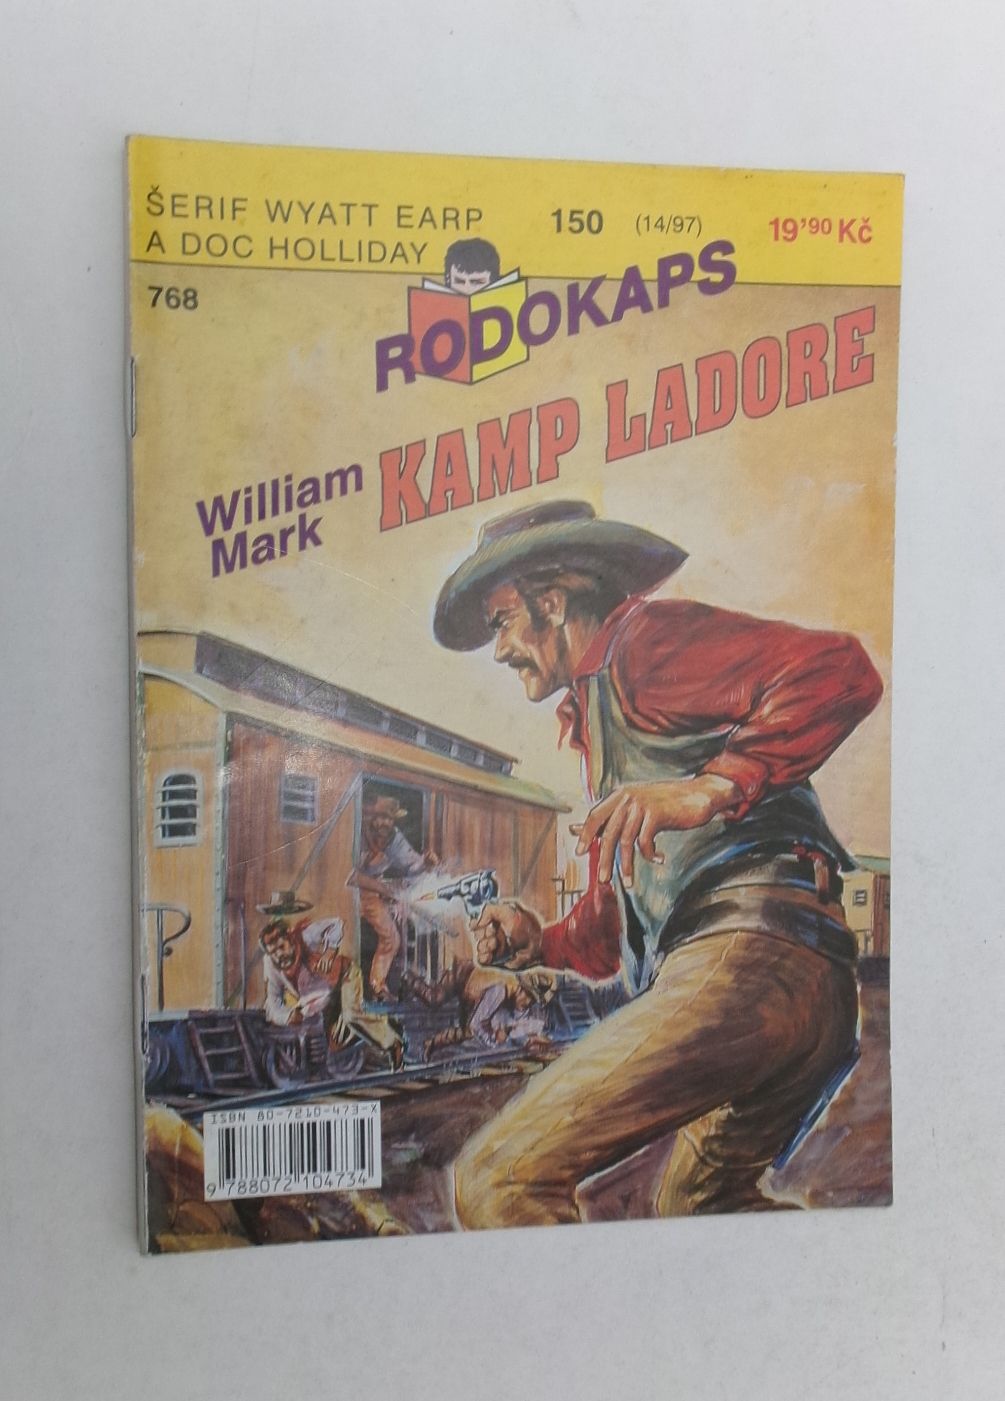 ŠERIF WYATT EARP
A DOC HOLLIDAY
150
(14/97)
19'90 Kč
768
RODOKAPS
KAMP LADORE
William
Mark
ISBN 80-7210-473-X
9 788072 104734